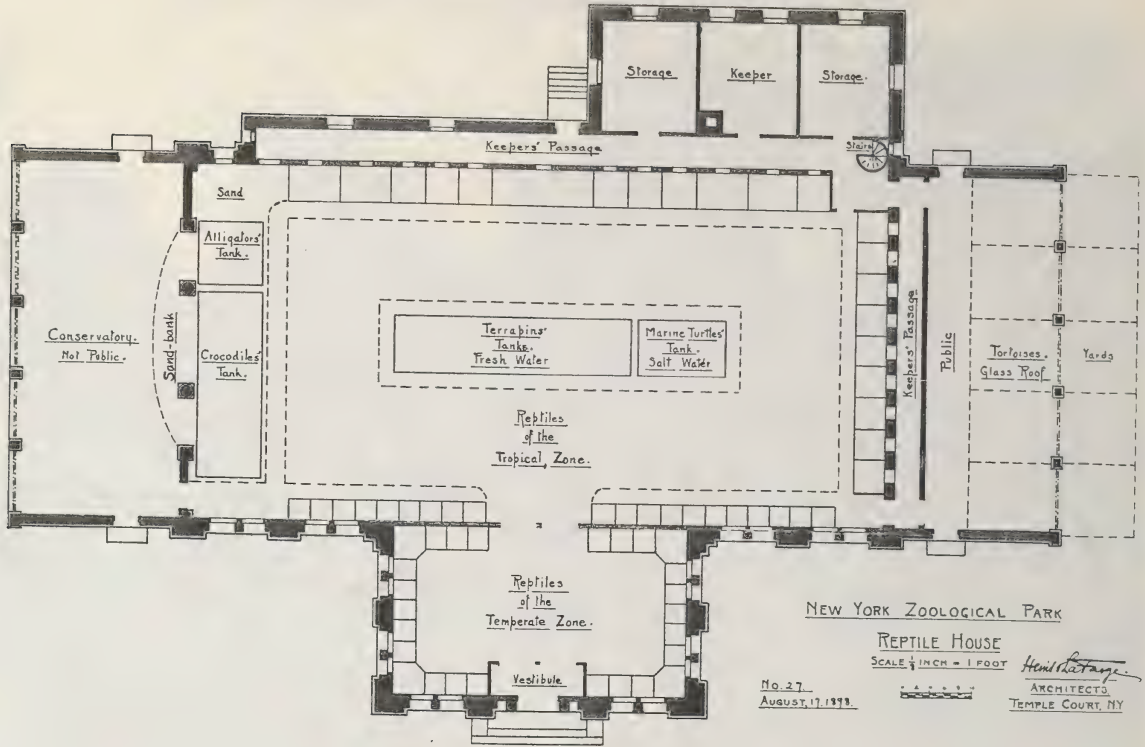 Storage
Keeper
Storage.
Keepers' Passage
Stairs
Sand
Alligators'
Tank.
Conservatory.
Not Public.
Sand-bank
Crocodiles'
Tank.
Terrapins'
Tanks.
Fresh Water
Marine Turtles'
Tank.
Salt Water
Reptiles
of the
Tropical Zone.
Keepers' Passage
Public
Tortoises.
Glass Roof
Yards
Reptiles
of the
Temperate Zone.
Vestibule
NEW YORK ZOOLOGICAL PARK
REPTILE HOUSE
SCALE 1/8 INCH = 1 FOOT
Heins & LaFarge.
ARCHITECTS
TEMPLE COURT, NY
No. 27.
AUGUST, 17, 1898.